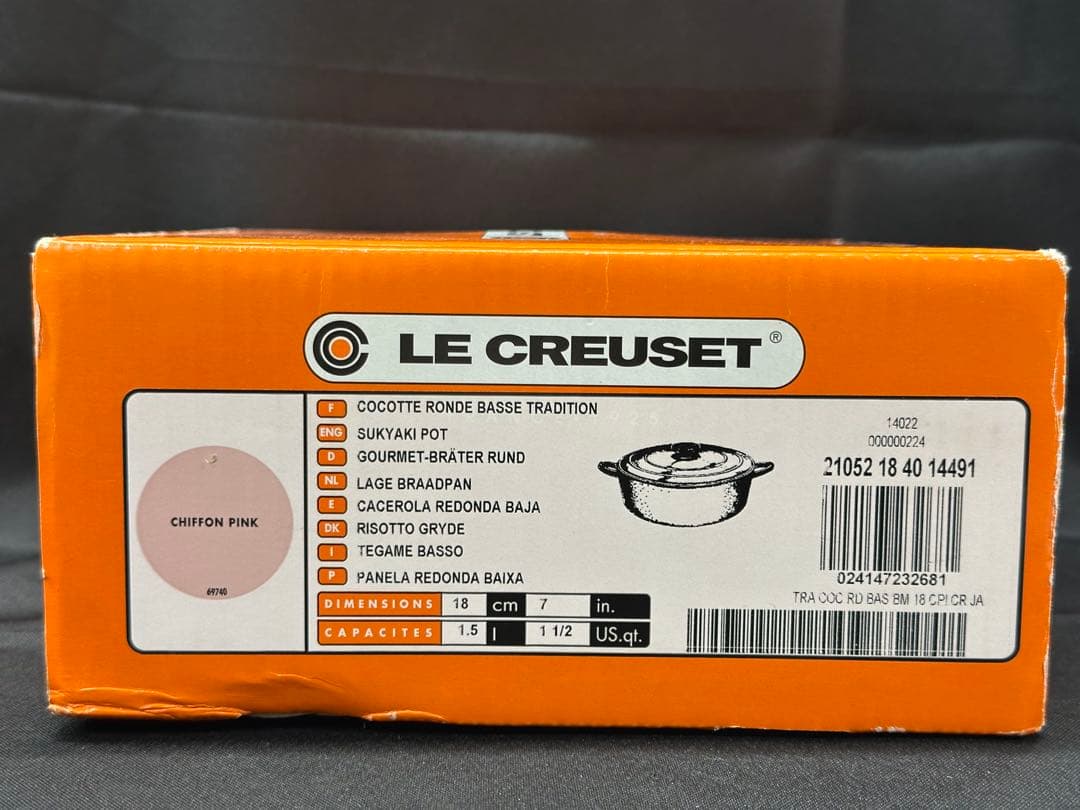 LE CREUSET®
CHIFFON PINK
69740
F COCOTTE RONDE BASSE TRADITION
ENG SUKYAKI POT
D GOURMET-BRÄTER RUND
NL LAGE BRAADPAN
E CACEROLA REDONDA BAJA
DK RISOTTO GRYDE
I TEGAME BASSO
P PANELA REDONDA BAIXA
DIMENSIONS 18 cm 7 in.
CAPACITES 1.5 l 1 1/2 US.qt.
14022
000000224
21052 18 40 14491
024147232681
TRA COC RD BAS BM 18 CPI CR JA